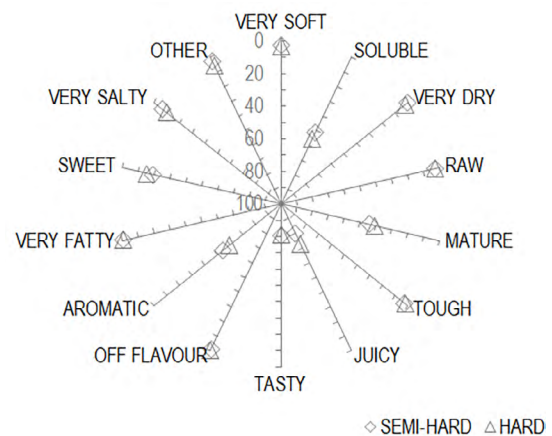 VERY SOFT
0
OTHER
SOLUBLE
20
VERY SALTY
VERY DRY
40
60
SWEET
RAW
80
100
VERY FATTY
MATURE
AROMATIC
TOUGH
OFF FLAVOUR
JUICY
TASTY
SEMI-HARD
HARD